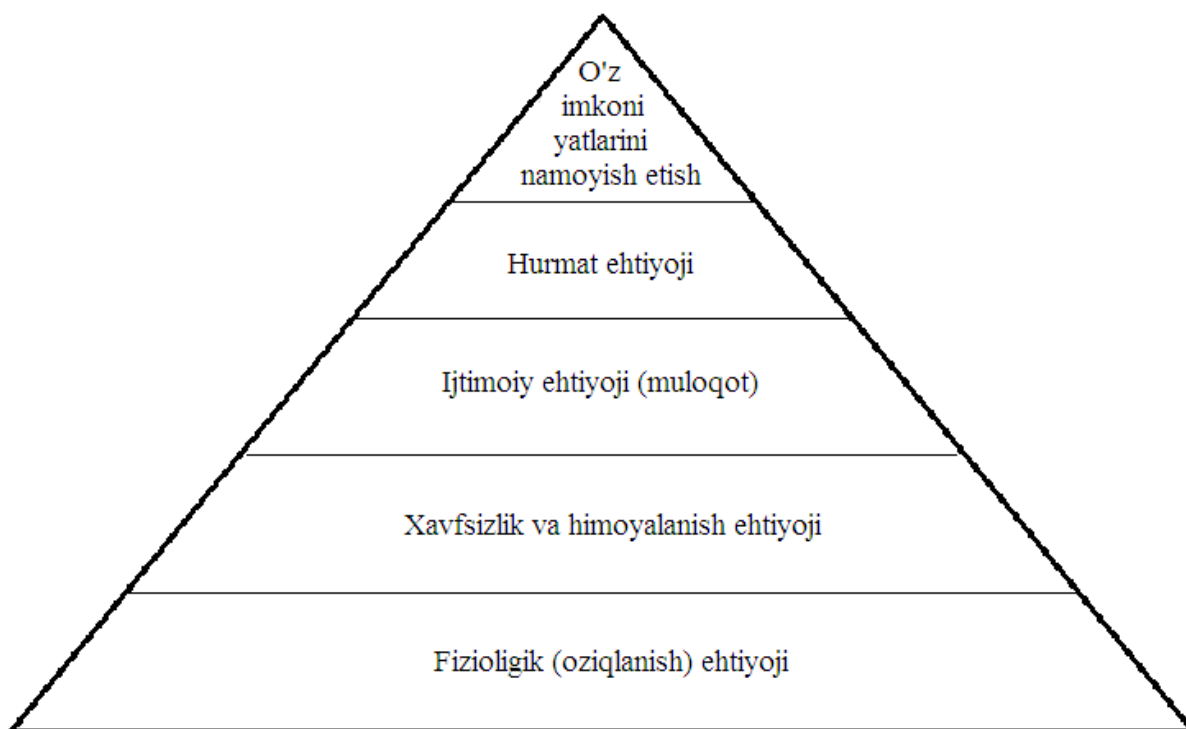 O'z
imkoni
yatlarini
namoyish etish
Hurmat ehtiyoji
Ijtimoiy ehtiyoji (muloqot)
Xavfsizlik va himoyalanish ehtiyoji
Fizioligik (oziqlanish) ehtiyoji